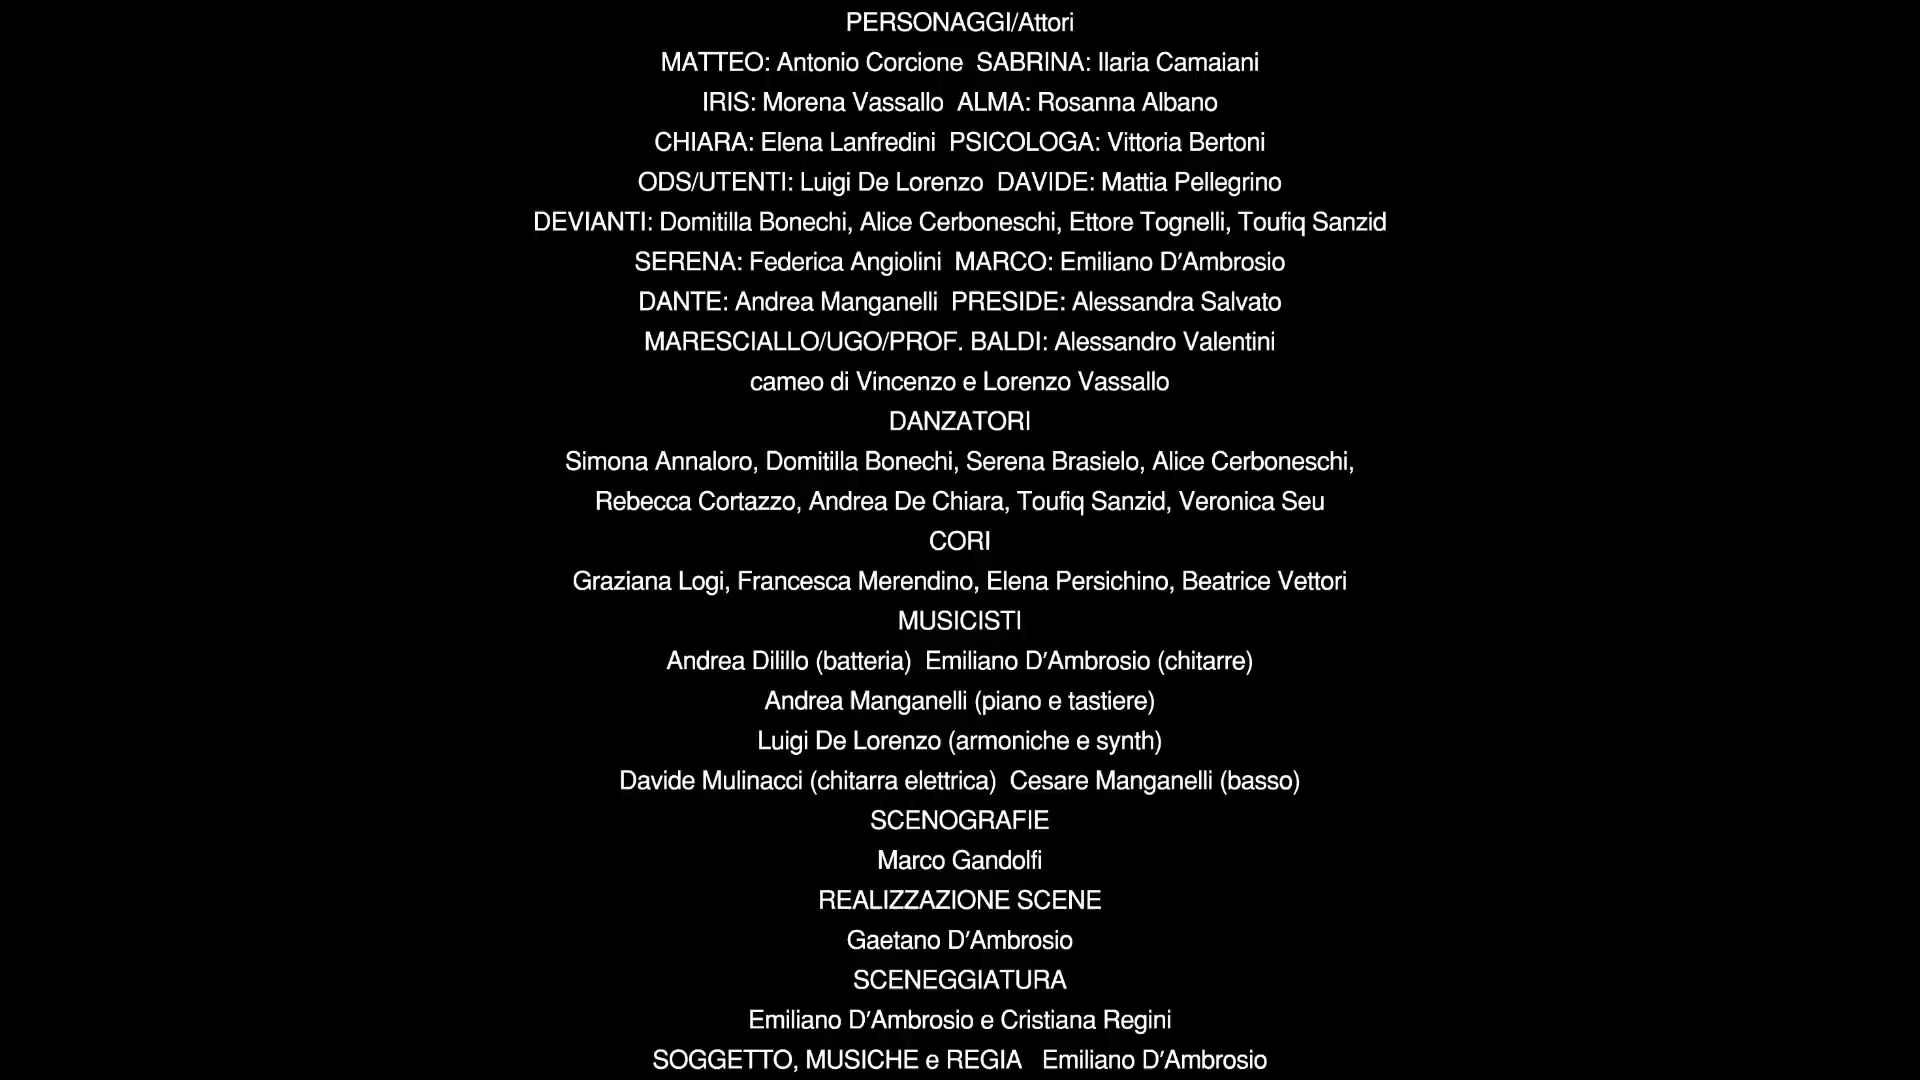 PERSONAGGI/Attori
MATTEO: Antonio Corcione  SABRINA: Ilaria Camaiani
IRIS: Morena Vassallo  ALMA: Rosanna Albano
CHIARA: Elena Lanfredini  PSICOLOGA: Vittoria Bertoni
ODS/UTENTI: Luigi De Lorenzo  DAVIDE: Mattia Pellegrino
DEVIANTI: Domitilla Bonechi, Alice Cerboneschi, Ettore Tognelli, Toufiq Sanzid
SERENA: Federica Angiolini  MARCO: Emiliano D’Ambrosio
DANTE: Andrea Manganelli  PRESIDE: Alessandra Salvato
MARESCIALLO/UGO/PROF. BALDI: Alessandro Valentini
cameo di Vincenzo e Lorenzo Vassallo
DANZATORI
Simona Annaloro, Domitilla Bonechi, Serena Brasielo, Alice Cerboneschi,
Rebecca Cortazzo, Andrea De Chiara, Toufiq Sanzid, Veronica Seu
CORI
Graziana Logi, Francesca Merendino, Elena Persichino, Beatrice Vettori
MUSICISTI
Andrea Dilillo (batteria)  Emiliano D’Ambrosio (chitarre)
Andrea Manganelli (piano e tastiere)
Luigi De Lorenzo (armoniche e synth)
Davide Mulinacci (chitarra elettrica)  Cesare Manganelli (basso)
SCENOGRAFIE
Marco Gandolfi
REALIZZAZIONE SCENE
Gaetano D’Ambrosio
SCENEGGIATURA
Emiliano D’Ambrosio e Cristiana Regini
SOGGETTO, MUSICHE e REGIA   Emiliano D’Ambrosio